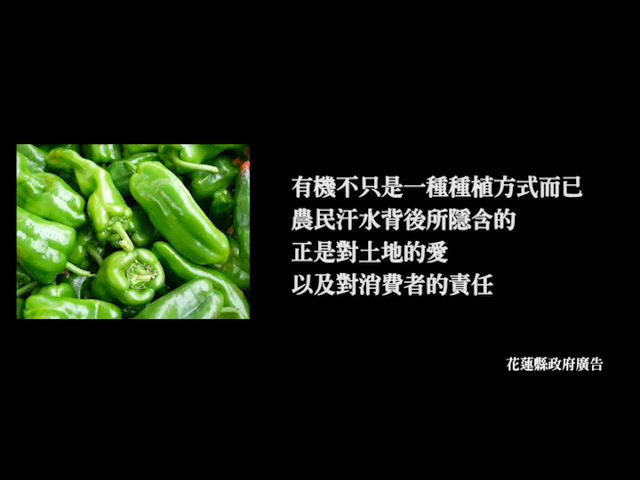 有機不只是一種種植方式而已
農民汗水背後所隱含的
正是對土地的愛
以及對消費者的責任
花蓮縣政府廣告